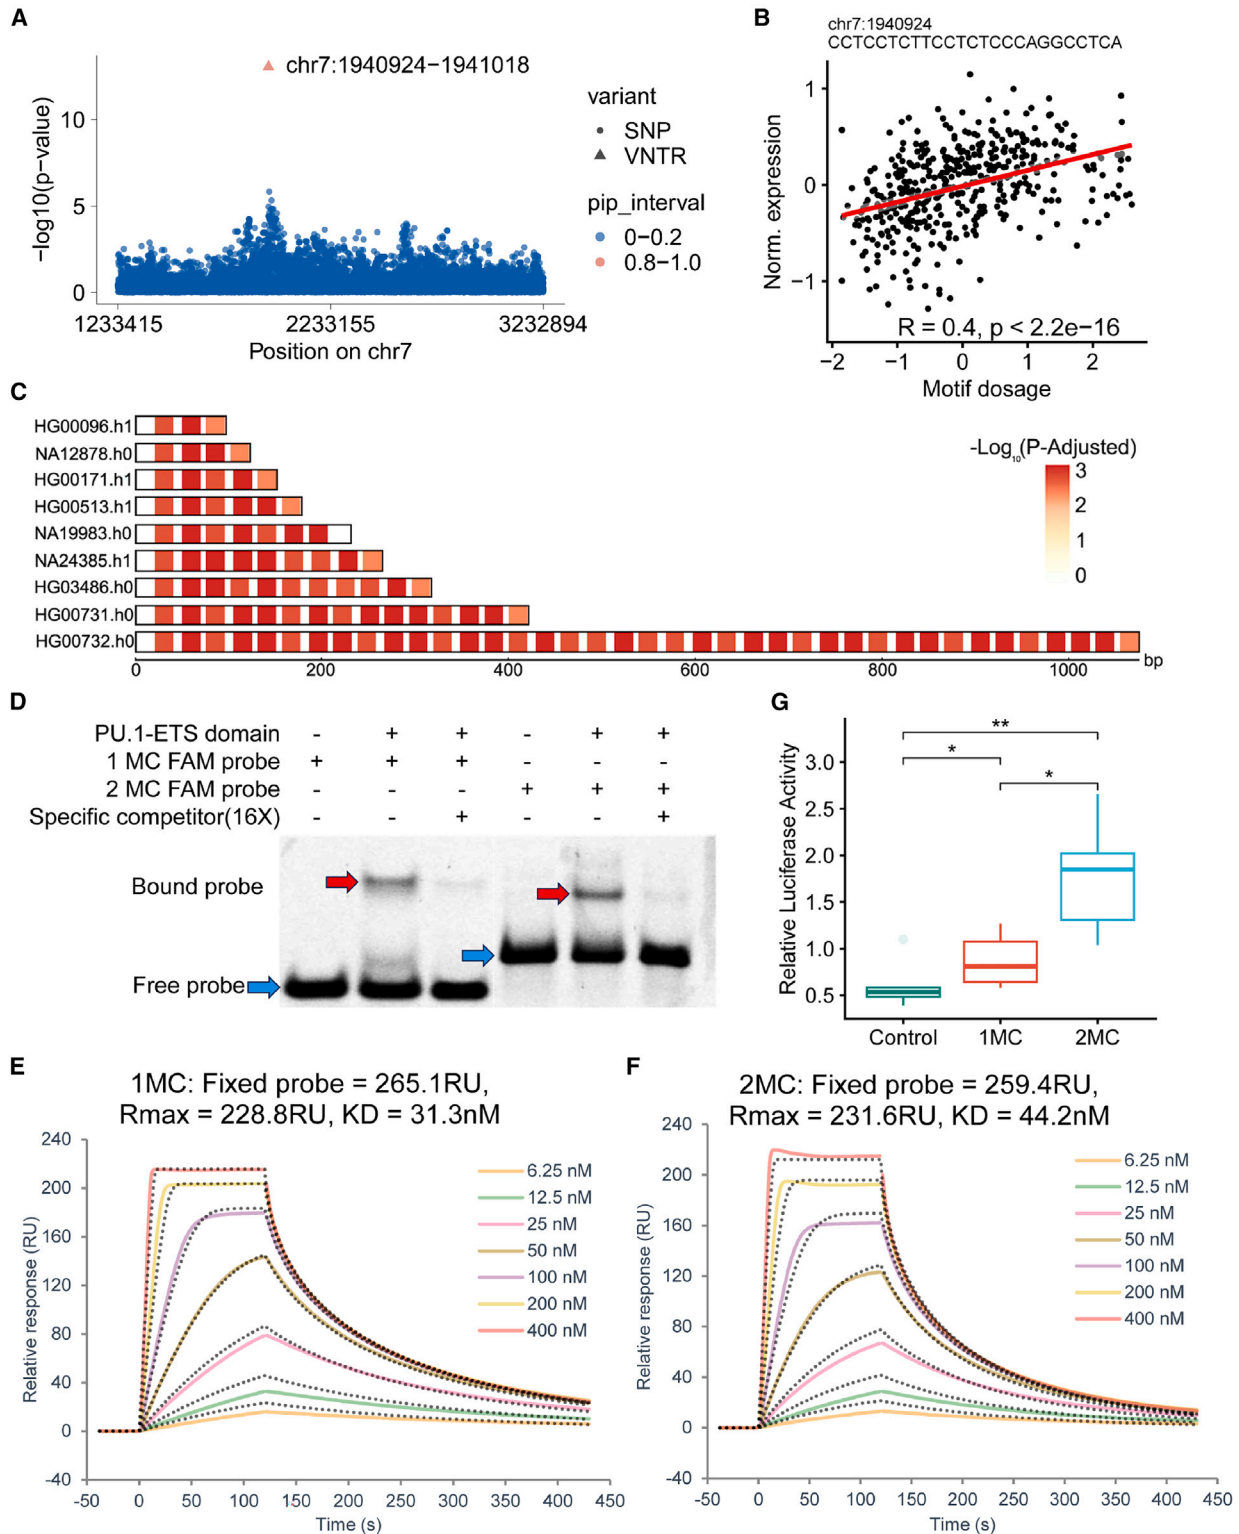 A
chr7:1940924−1941018
−log10(p−value)
10
5
0
1233415
2233155
3232894
Position on chr7
variant
SNP
VNTR
pip_interval
0−0.2
0.8−1.0
B
chr7:1940924
CCTCCTCTTCCTCTCCCAGGCCTCA
Norm. expression
1
0
−1
R = 0.4, p < 2.2e−16
−2
−1
0
1
2
Motif dosage
C
HG00096.h1
NA12878.h0
HG00171.h1
HG00513.h1
NA19983.h0
NA24385.h1
HG03486.h0
HG00731.h0
HG00732.h0
0
200
400
600
800
1000
bp
-Log10(P-Adjusted)
3
2
1
0
D
PU.1-ETS domain - + + - + +
1 MC FAM probe + + + - - -
2 MC FAM probe - - - + + +
Specific competitor(16X) - - + - - +
Bound probe
Free probe
G
Relative Luciferase Activity
3.0
2.5
2.0
1.5
1.0
0.5
**
*
*
Control
1MC
2MC
E
1MC: Fixed probe = 265.1RU,
Rmax = 228.8RU, KD = 31.3nM
Relative response (RU)
240
200
160
120
80
40
0
-40
-50
0
50
100
150
200
250
300
350
400
450
Time (s)
6.25 nM
12.5 nM
25 nM
50 nM
100 nM
200 nM
400 nM
F
2MC: Fixed probe = 259.4RU,
Rmax = 231.6RU, KD = 44.2nM
Relative response (RU)
240
200
160
120
80
40
0
-40
-50
0
50
100
150
200
250
300
350
400
450
Time (s)
6.25 nM
12.5 nM
25 nM
50 nM
100 nM
200 nM
400 nM